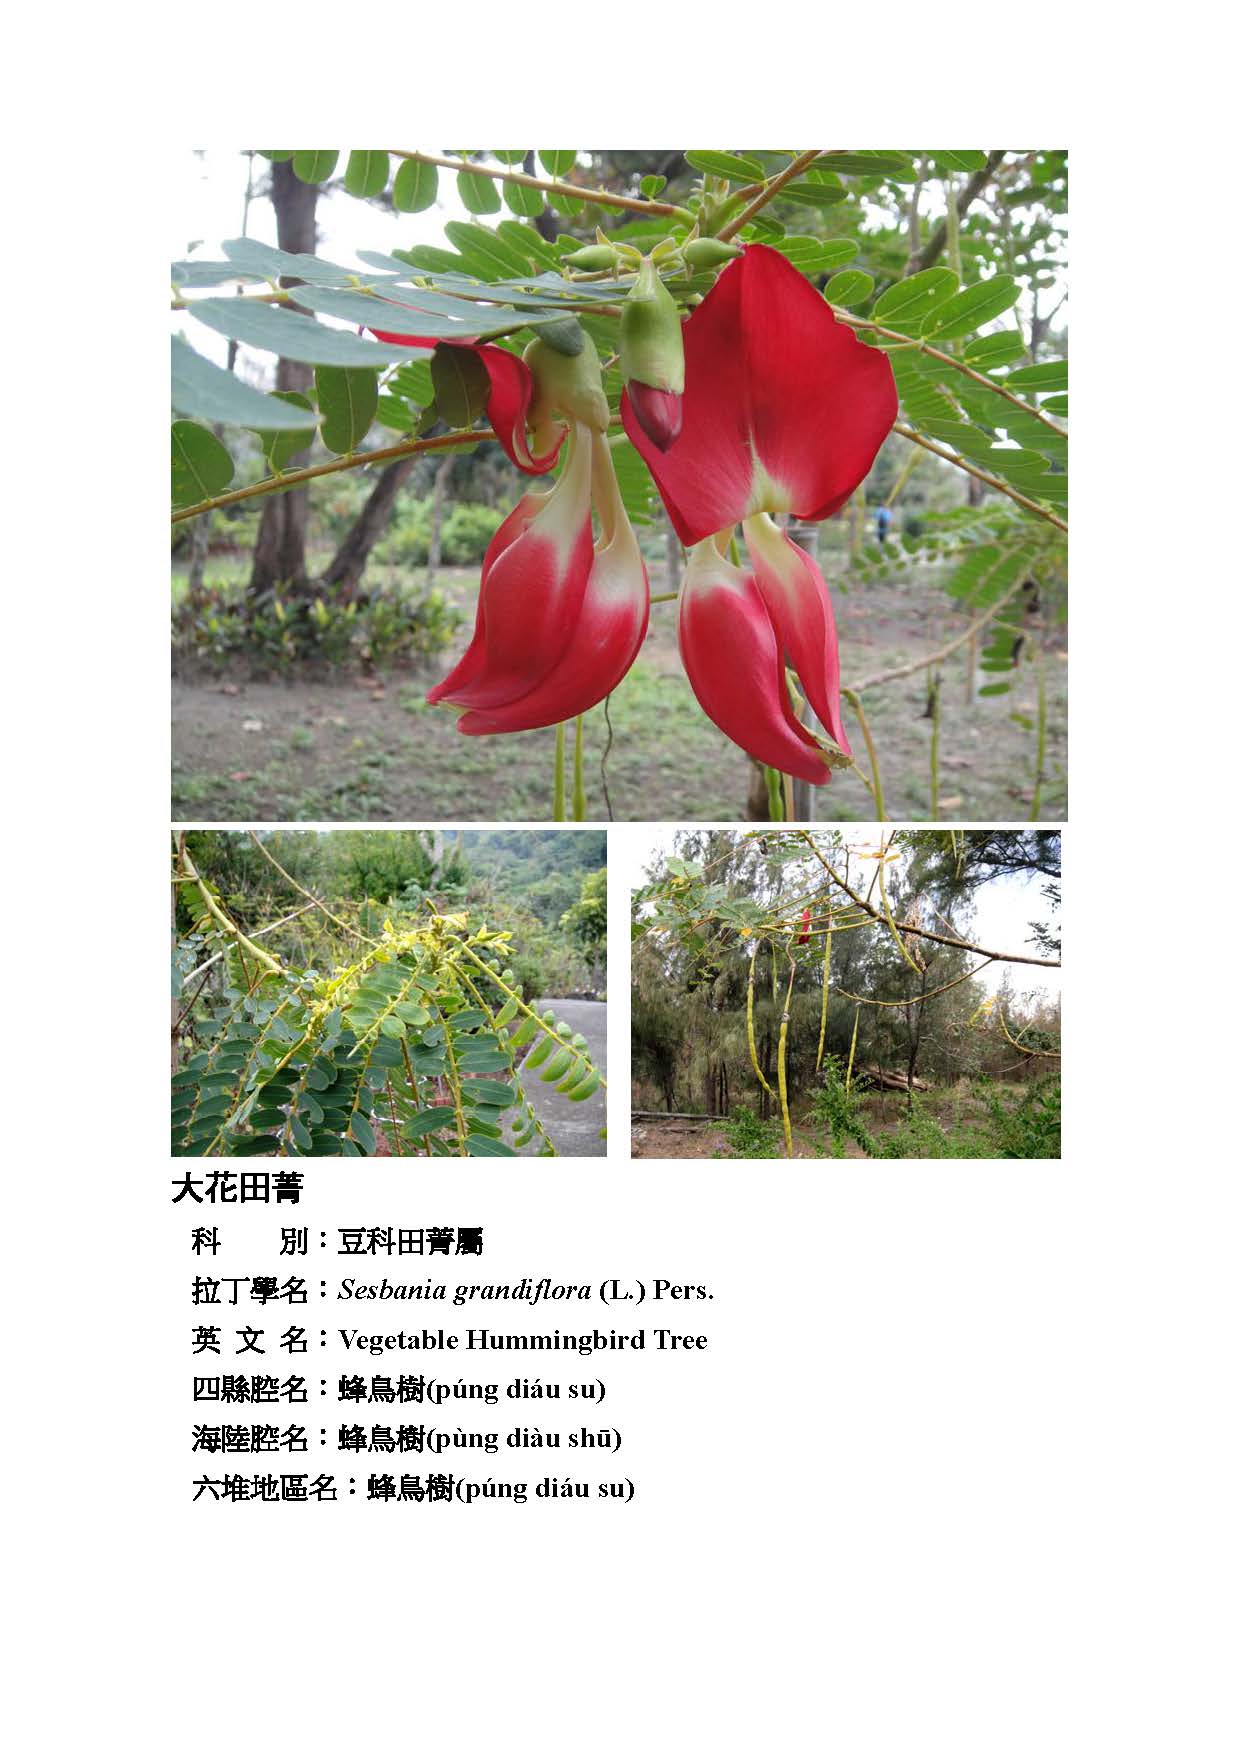 大花田菁
科　　別：豆科田菁屬
拉丁學名：Sesbania grandiflora (L.) Pers.
英 文 名：Vegetable Hummingbird Tree
四縣腔名：蜂鳥樹(púng diáu su)
海陸腔名：蜂鳥樹(pùng diàu shū)
六堆地區名：蜂鳥樹(púng diáu su)